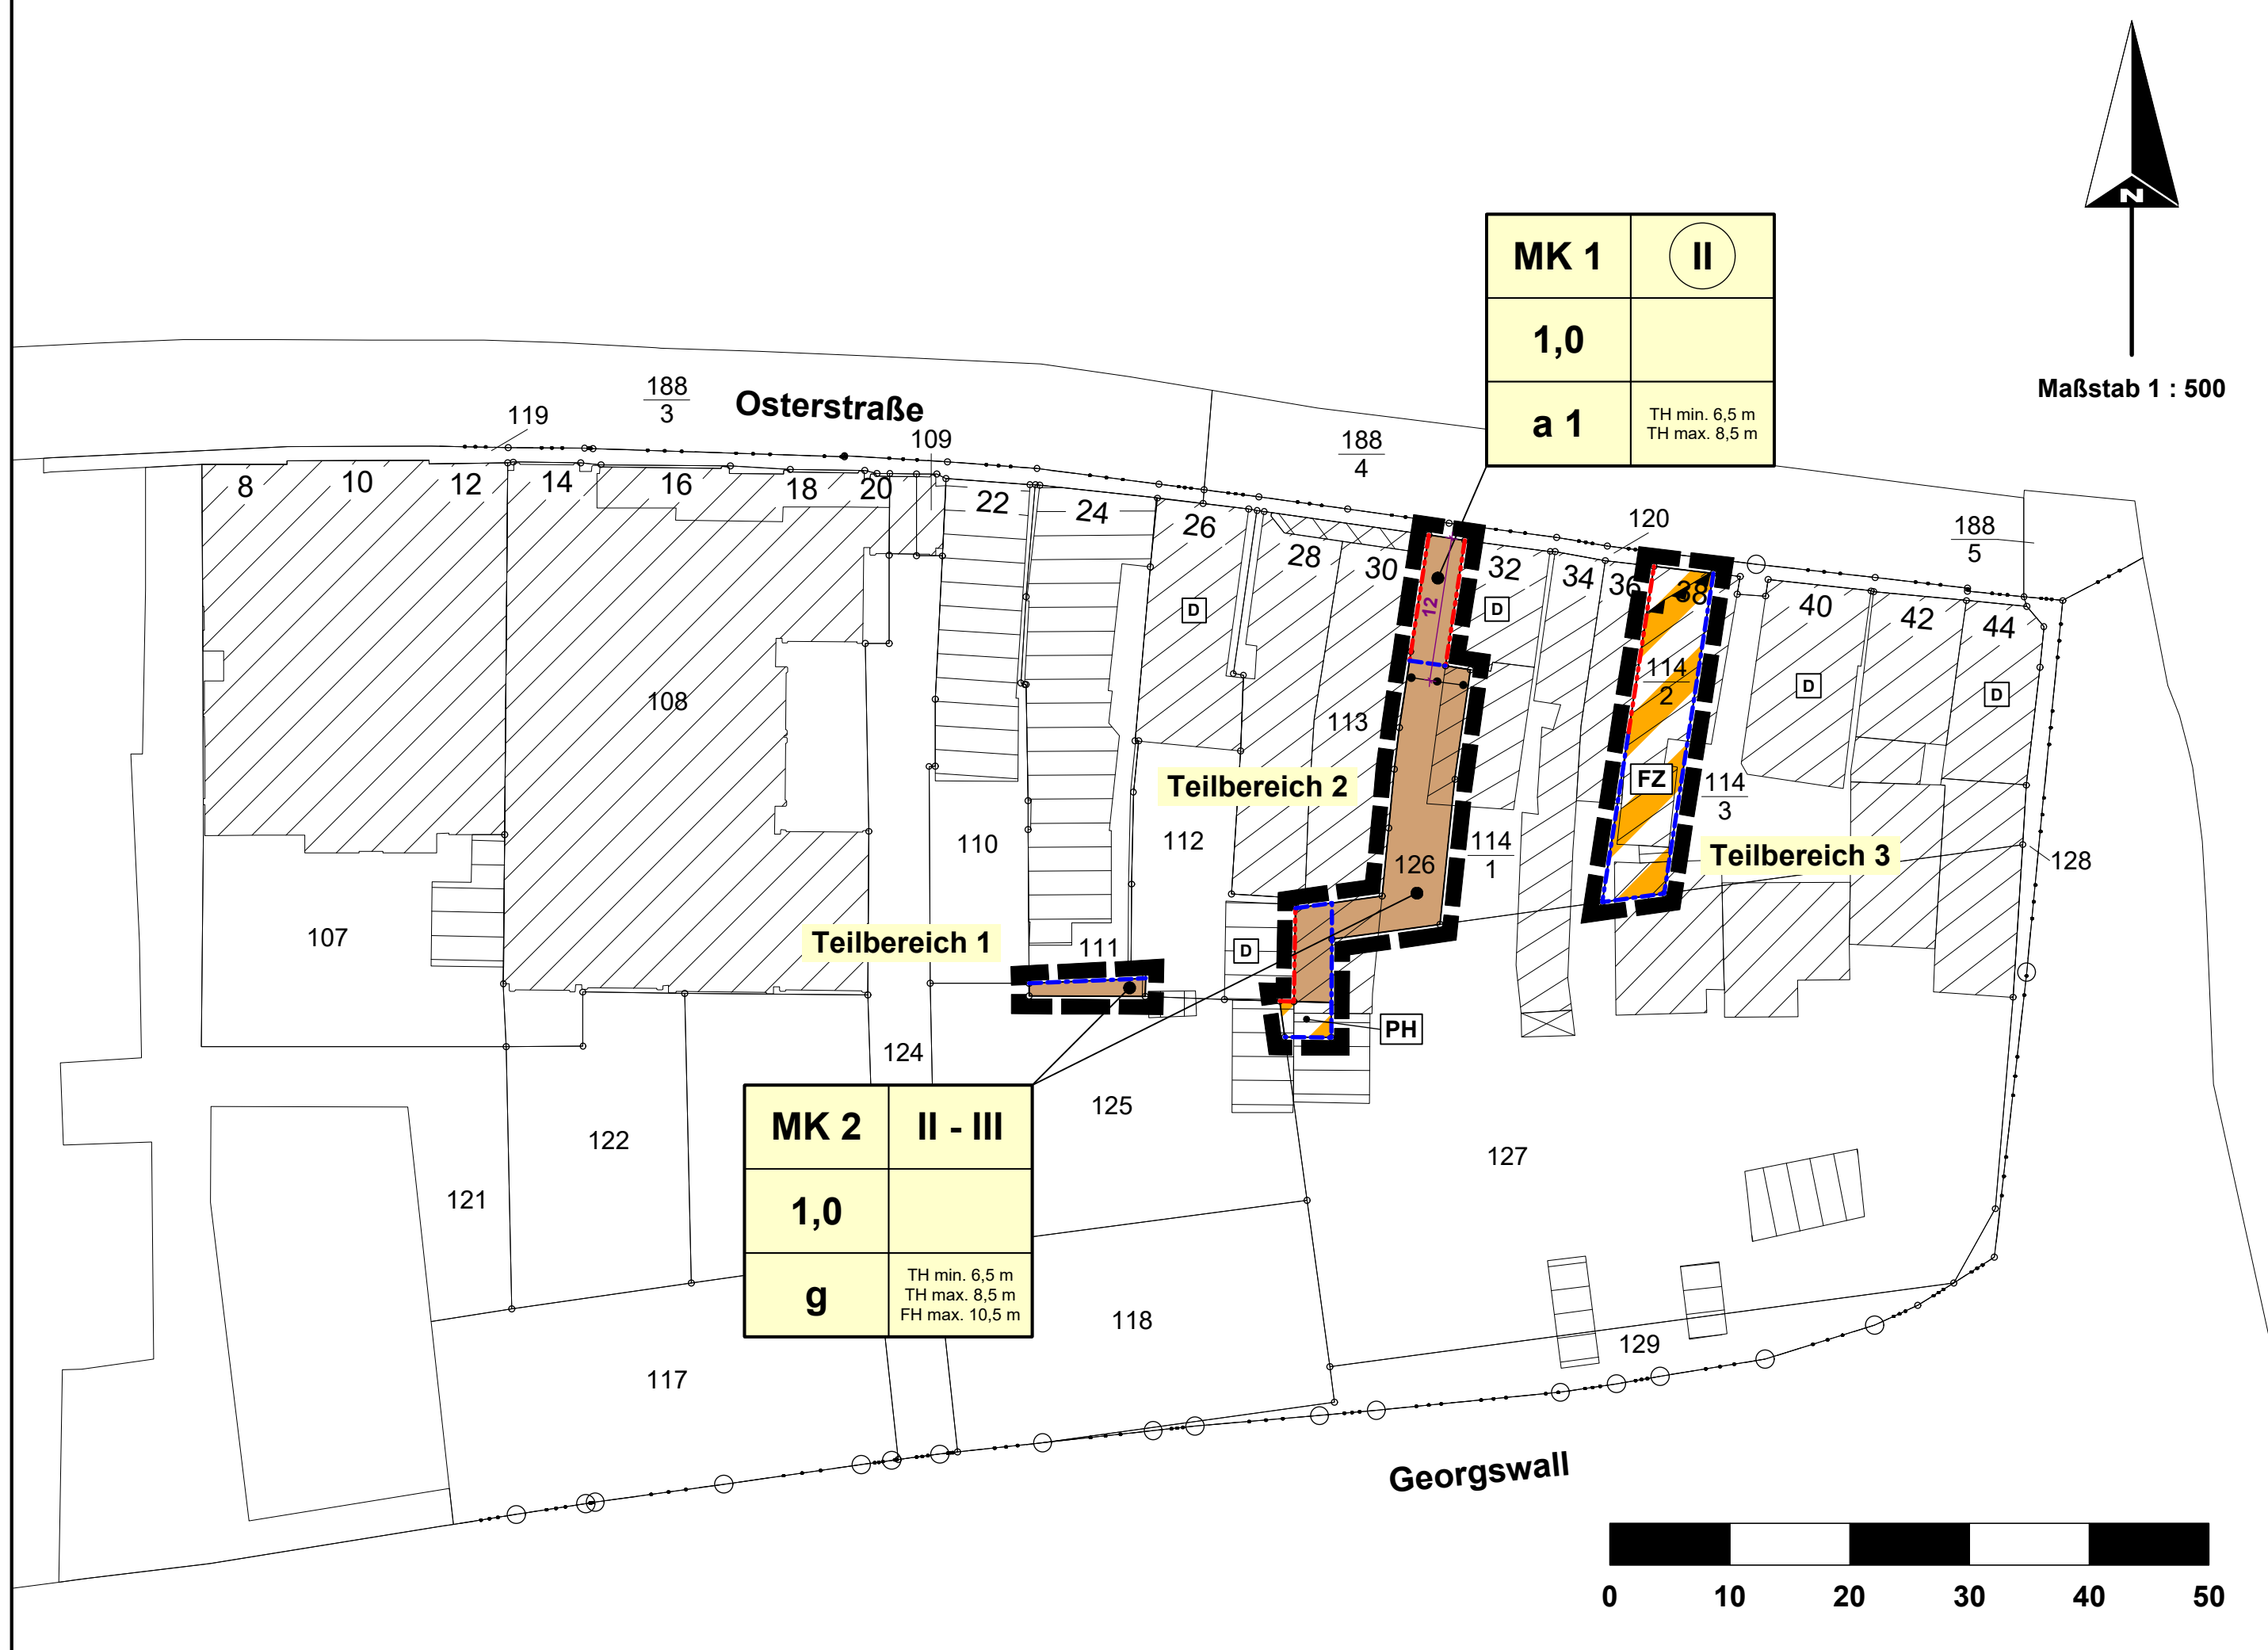 N
Maßstab 1 : 500
MK 1
II
1,0
a 1
TH min. 6,5 m
TH max. 8,5 m
188
3
Osterstraße
119
109
188
4
120
188
5
8
10
12
14
16
18
20
22
24
26
28
30
32
34
36
38
40
42
44
D
D
12
D
D
108
113
114
2
FZ
114
3
Teilbereich 2
110
112
126
114
1
Teilbereich 3
128
107
Teilbereich 1
111
D
PH
124
125
127
MK 2
II - III
1,0
g
TH min. 6,5 m
TH max. 8,5 m
FH max. 10,5 m
122
121
118
129
117
Georgswall
0
10
20
30
40
50